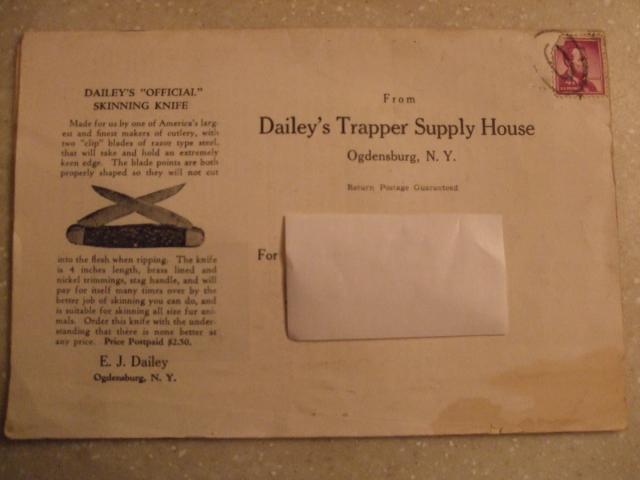 DAILEY'S "OFFICIAL"
SKINNING KNIFE
Made for us by one of America's larg-
est and finest makers of cutlery, with
two "clip" blades of razor type steel,
that will take and hold an extremely
keen edge. The blade points are both
properly shaped so they will not cut
into the flesh when ripping. The knife
is 4 inches length, brass lined and
nickel trimmings, stag handle, and will
pay for itself many times over by the
better job of skinning you can do, and
is suitable for skinning all size fur ani-
mals. Order this knife with the under-
standing that there is none better at
any price. Price Postpaid $2.50.
E. J. Dailey
Ogdensburg, N. Y.
From
Dailey's Trapper Supply House
Ogdensburg, N. Y.
Return Postage Guaranteed
For